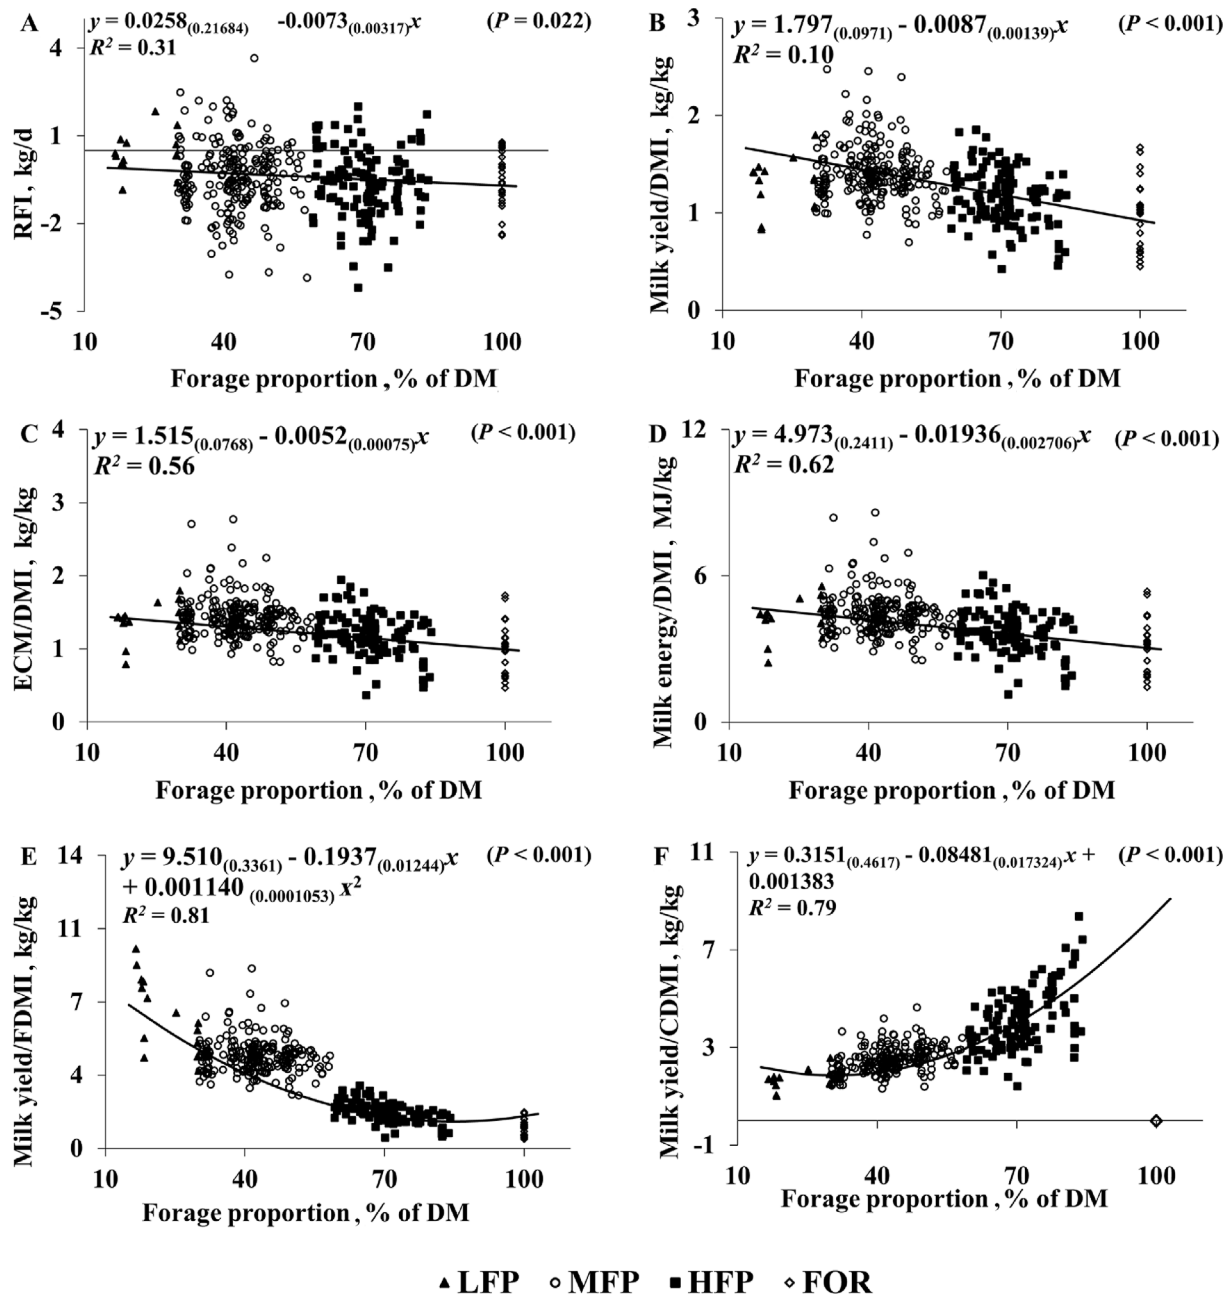 A y = 0.0258(0.21684) -0.0073(0.00317)x (P = 0.022)
R² = 0.31
4
1
-2
-5
RFI, kg/d
10 40 70 100
Forage proportion , % of DM
B y = 1.797(0.0971) - 0.0087(0.00139)x (P < 0.001)
R² = 0.10
3
2
1
0
Milk yield/DMI, kg/kg
10 40 70 100
Forage proportion , % of DM
C y = 1.515(0.0768) - 0.0052(0.00075)x (P < 0.001)
R² = 0.56
4
3
2
1
0
ECM/DMI, kg/kg
10 40 70 100
Forage proportion , % of DM
D y = 4.973(0.2411) - 0.01936(0.002706)x (P < 0.001)
R² = 0.62
12
6
0
Milk energy/DMI, MJ/kg
10 40 70 100
Forage proportion , % of DM
E y = 9.510(0.3361) - 0.1937(0.01244)x (P < 0.001)
+ 0.001140 (0.0001053) x²
R² = 0.81
14
11
7
4
0
Milk yield/FDMI, kg/kg
10 40 70 100
Forage proportion , % of DM
F y = 0.3151(0.4617) - 0.08481(0.017324)x + (P < 0.001)
0.001383
R² = 0.79
11
7
3
-1
Milk yield/CDMI, kg/kg
10 40 70 100
Forage proportion , % of DM
LFP MFP HFP FOR